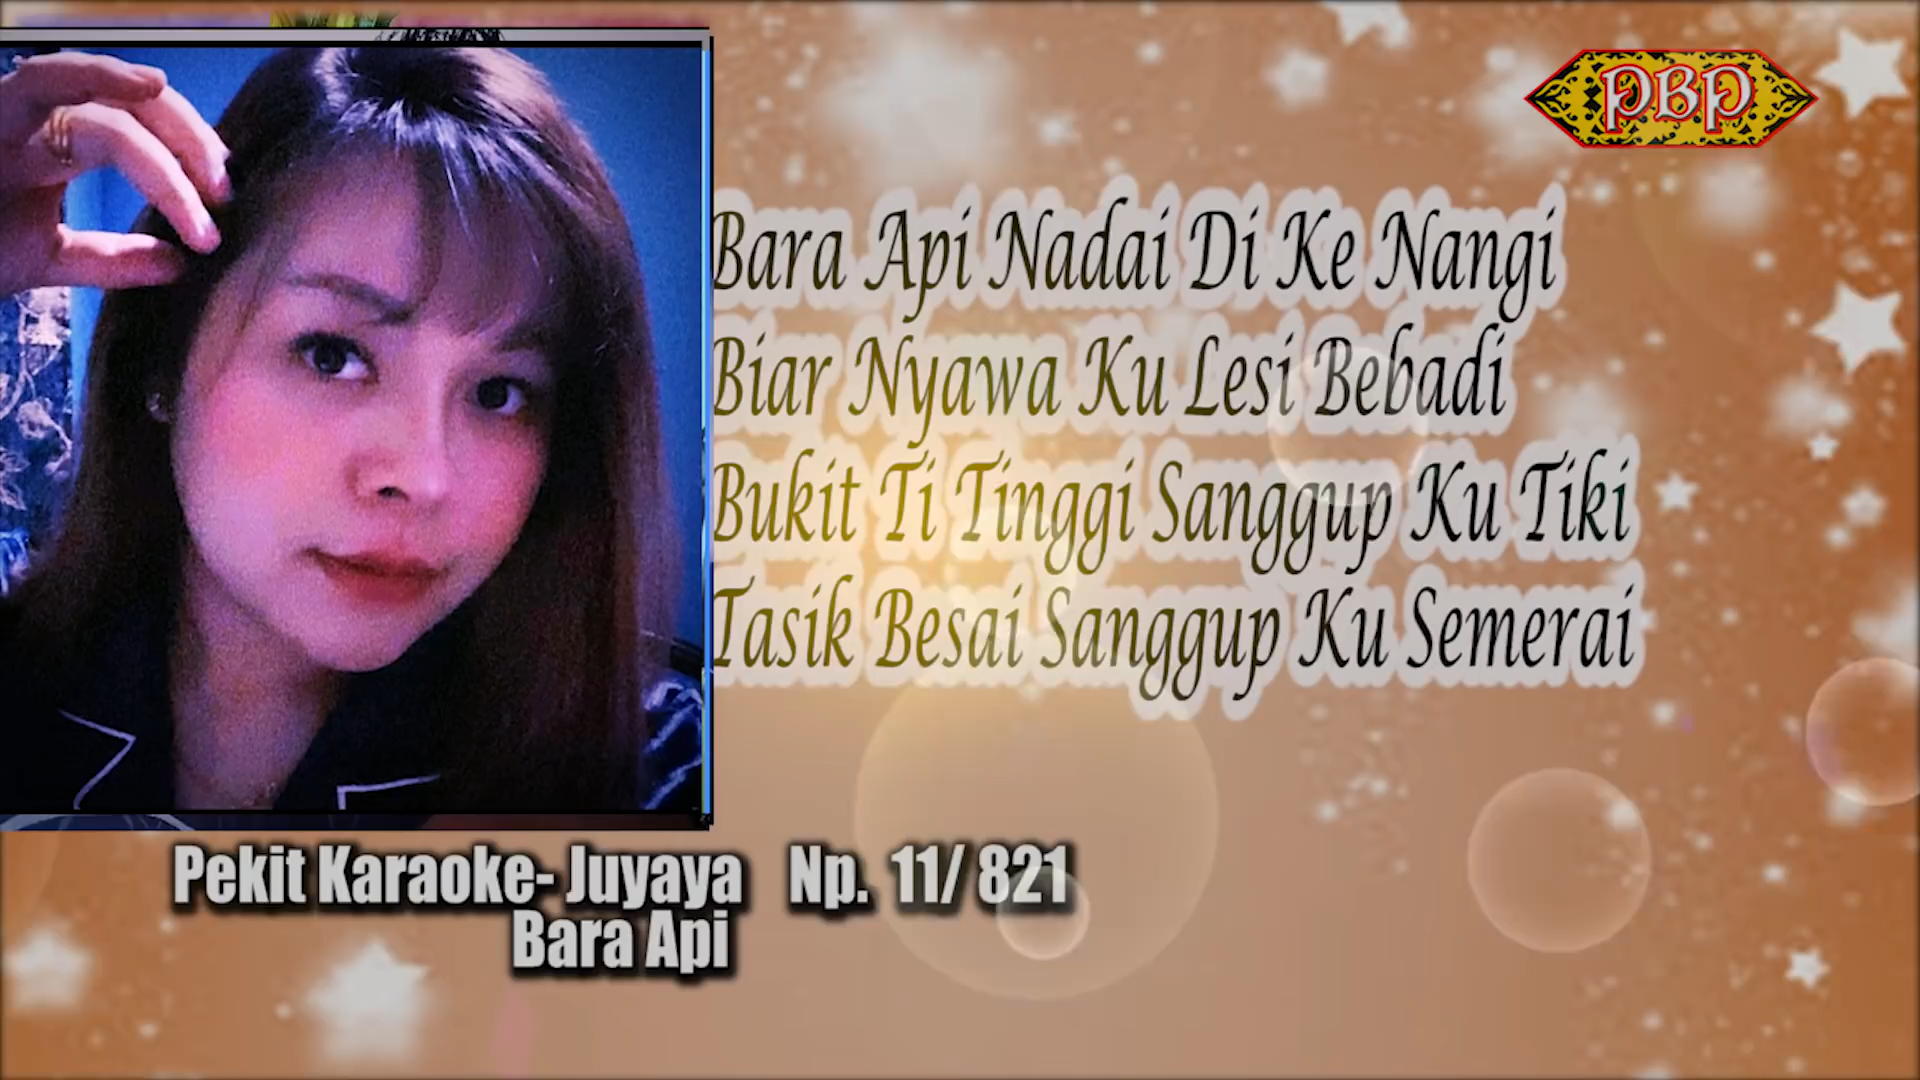 PBP
Bara Api Nadai Di Ke Nangi
Biar Nyawa Ku Lesi Bebadi
Bukit Ti Tinggi Sanggup Ku Tiki
Tasik Besai Sanggup Ku Semerai
Pekit Karaoke- Juyaya Np. 11/ 821
Bara Api